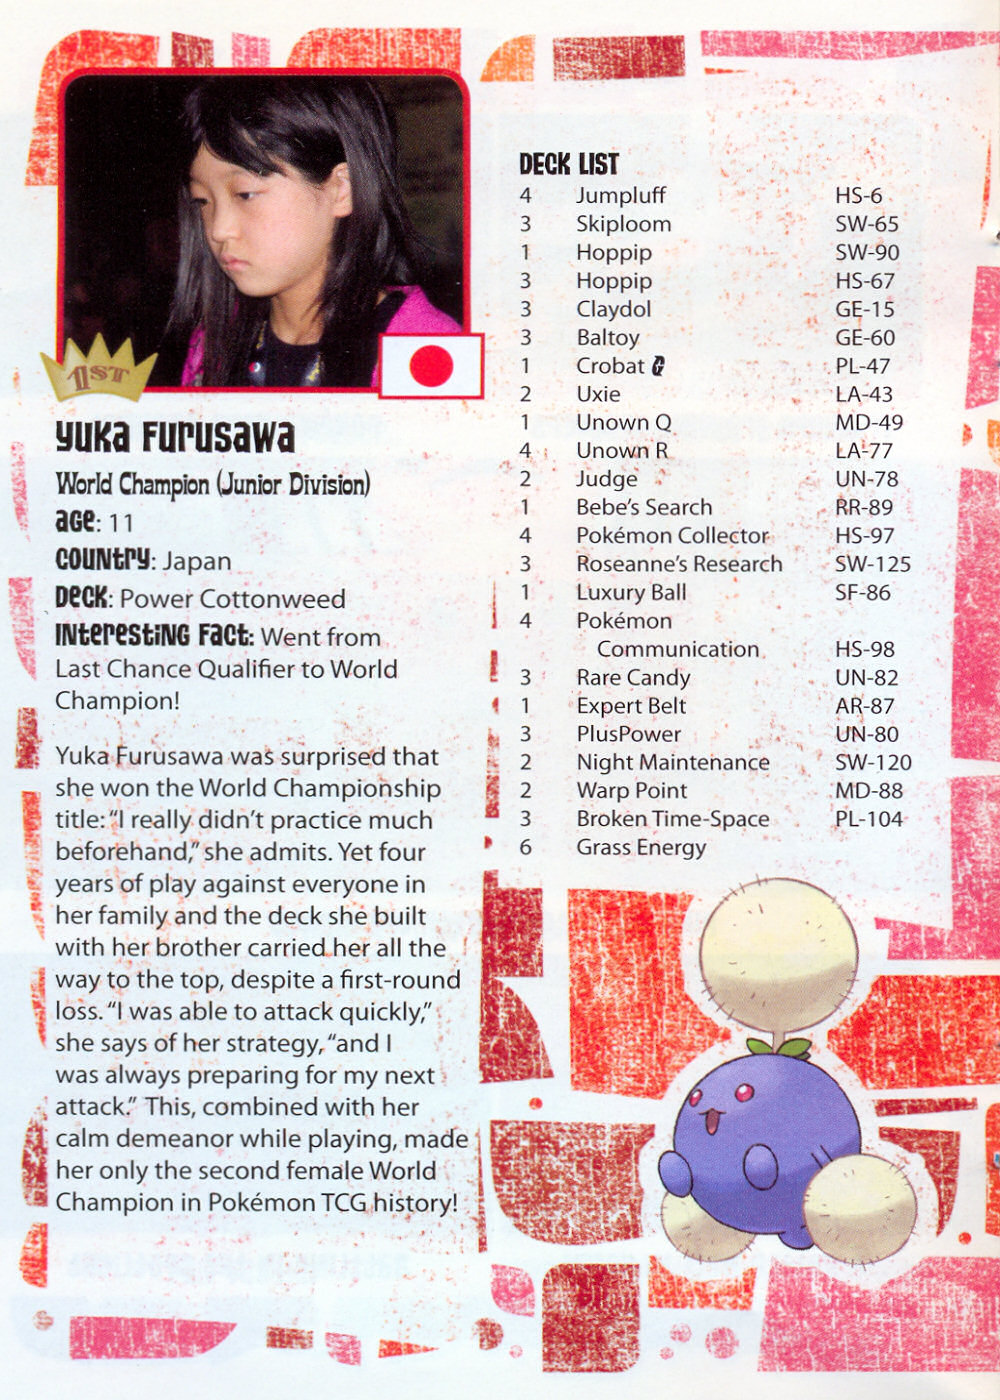 1ST
Yuka Furusawa
World Champion (Junior Division)
Age: 11
Country: Japan
Deck: Power Cottonweed
Interesting Fact: Went from
Last Chance Qualifier to World
Champion!
Yuka Furusawa was surprised that
she won the World Championship
title: “I really didn’t practice much
beforehand,” she admits. Yet four
years of play against everyone in
her family and the deck she built
with her brother carried her all the
way to the top, despite a first-round
loss. “I was able to attack quickly,”
she says of her strategy, “and I
was always preparing for my next
attack.” This, combined with her
calm demeanor while playing, made
her only the second female World
Champion in Pokémon TCG history!
DECK LIST
4 Jumpluff HS-6
3 Skiploom SW-65
1 Hoppip SW-90
3 Hoppip HS-67
3 Claydol GE-15
3 Baltoy GE-60
1 Crobat G PL-47
2 Uxie LA-43
1 Unown Q MD-49
4 Unown R LA-77
2 Judge UN-78
1 Bebe’s Search RR-89
4 Pokémon Collector HS-97
3 Roseanne’s Research SW-125
1 Luxury Ball SF-86
4 Pokémon
Communication HS-98
3 Rare Candy UN-82
1 Expert Belt AR-87
3 PlusPower UN-80
2 Night Maintenance SW-120
2 Warp Point MD-88
3 Broken Time-Space PL-104
6 Grass Energy